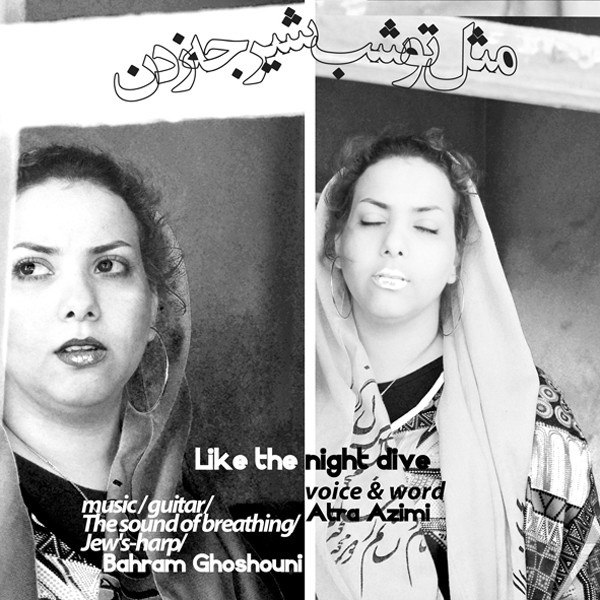 مثل تو شب شیرجه زدن
Like the night dive
music/guitar/
The sound of breathing/
Jew's-harp/
Bahram Ghoshouni
voice & word
Atra Azimi